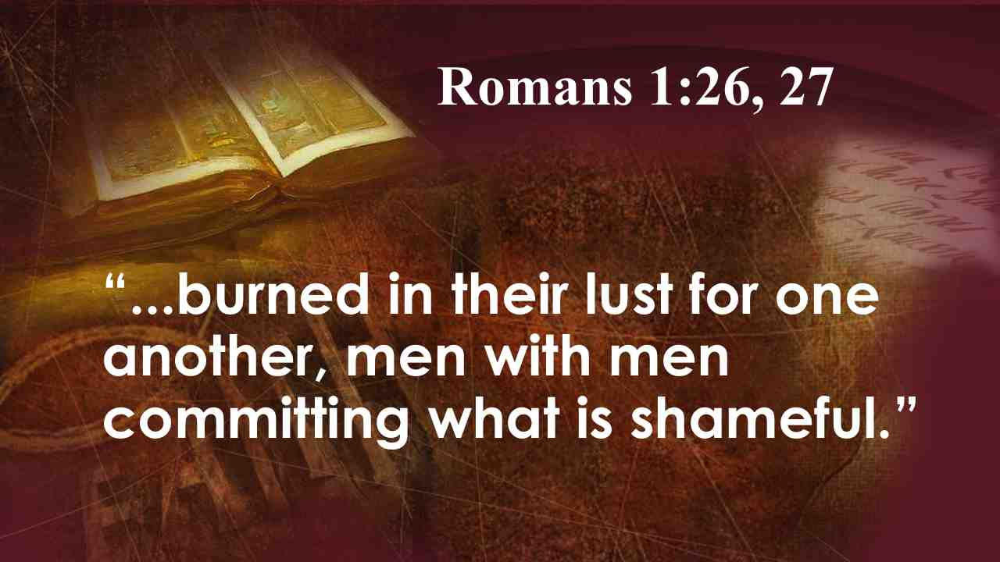 Romans 1:26, 27
“...burned in their lust for one
another, men with men
committing what is shameful.”